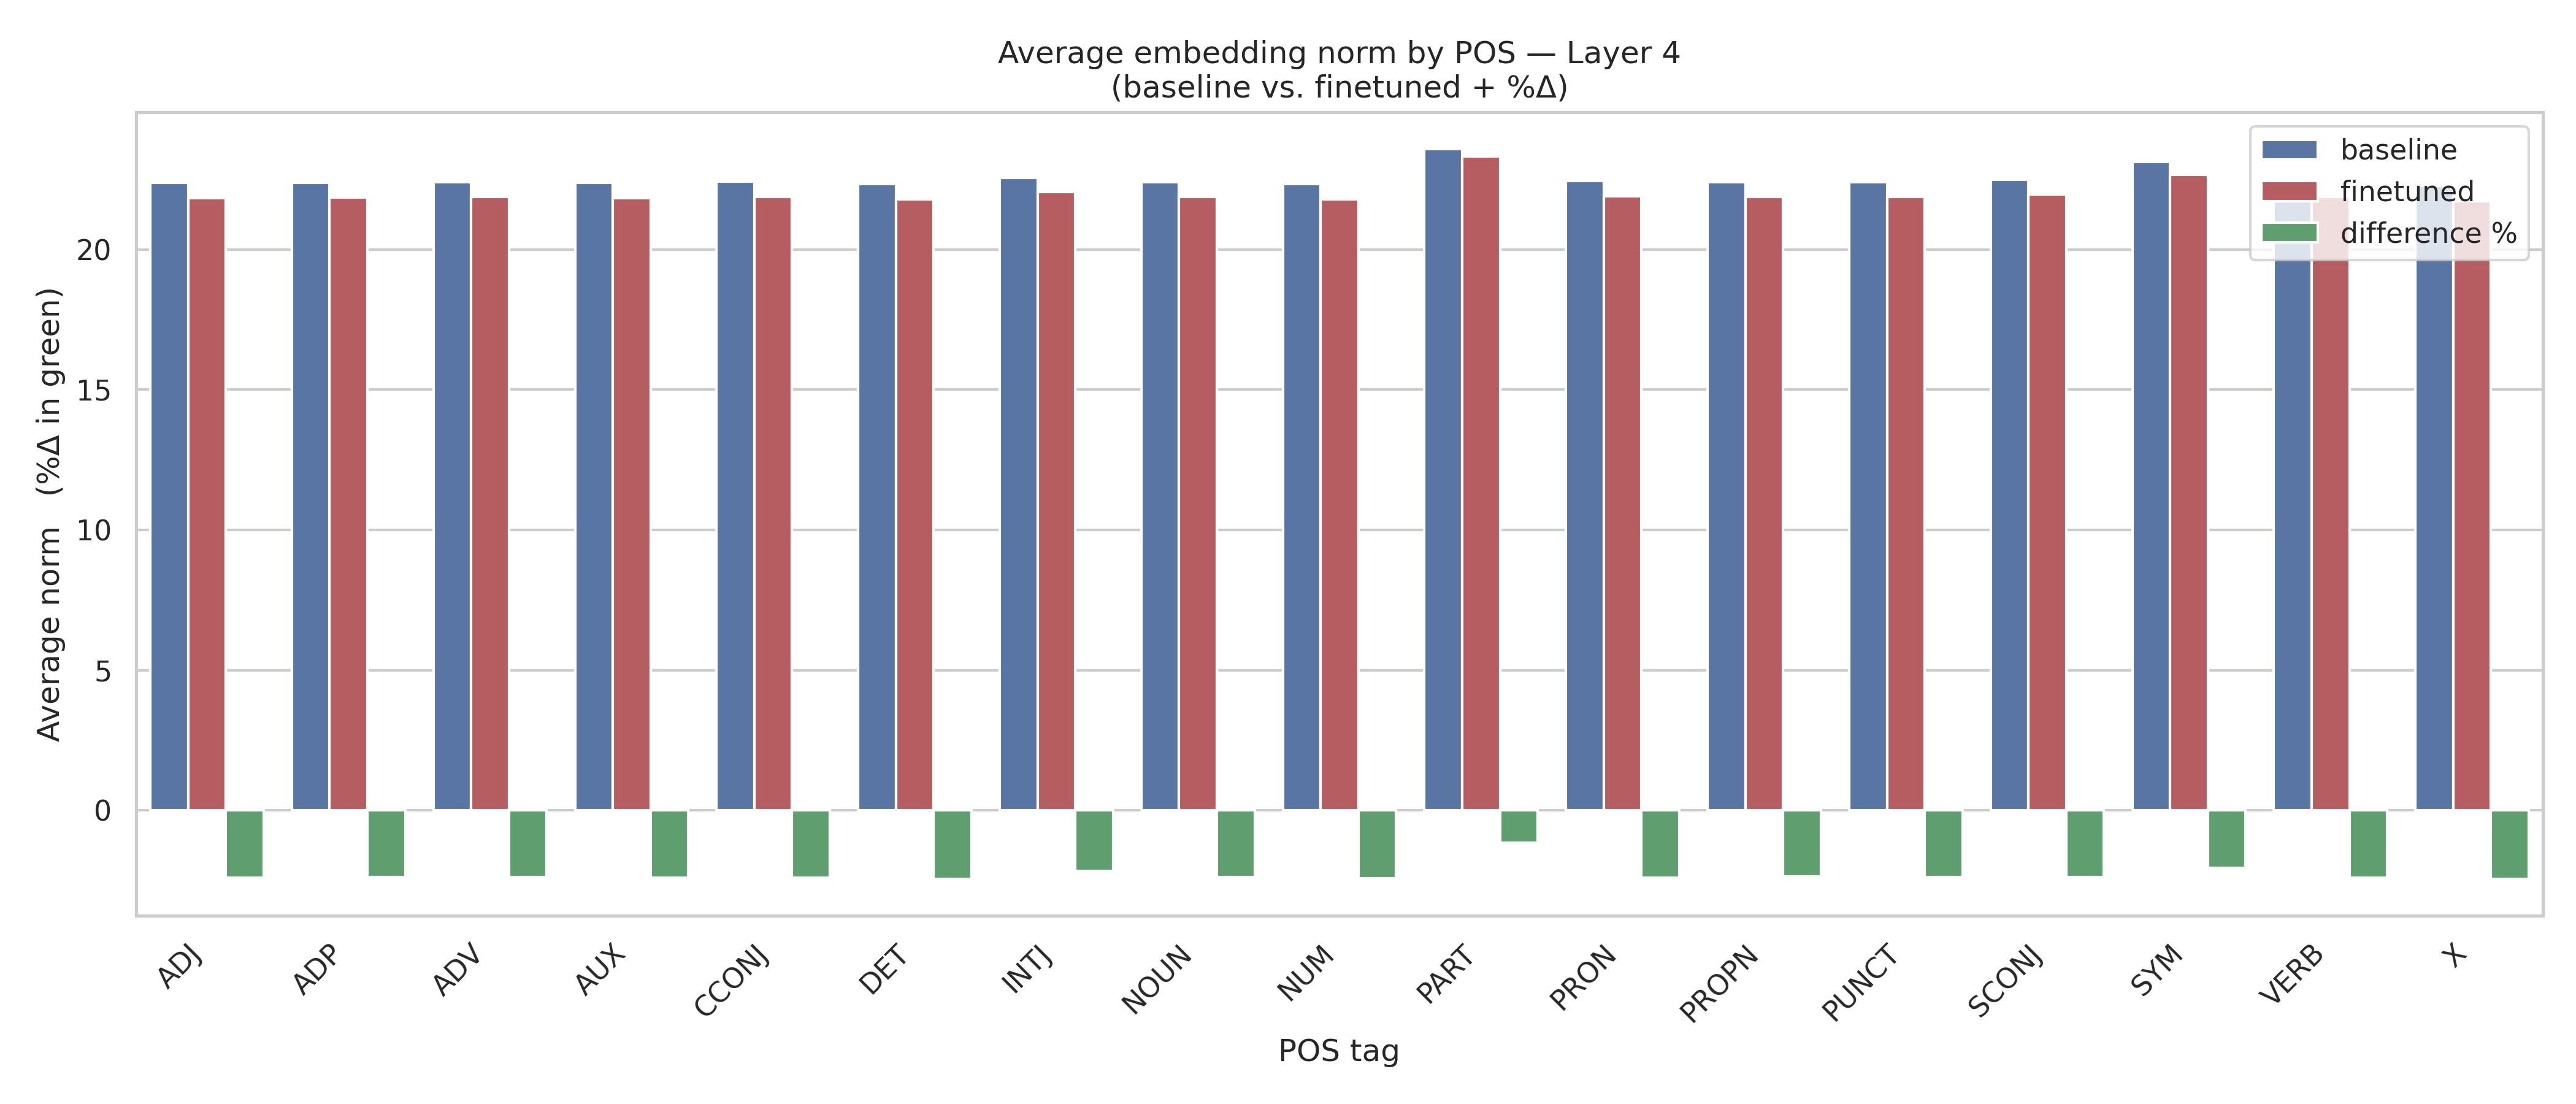 Average embedding norm by POS — Layer 4
(baseline vs. finetuned + %Δ)
baseline
finetuned
difference %
Average norm   (%Δ in green)
20
15
10
5
0
ADJ
ADP
ADV
AUX
CCONJ
DET
INTJ
NOUN
NUM
PART
PRON
PROPN
PUNCT
SCONJ
SYM
VERB
X
POS tag